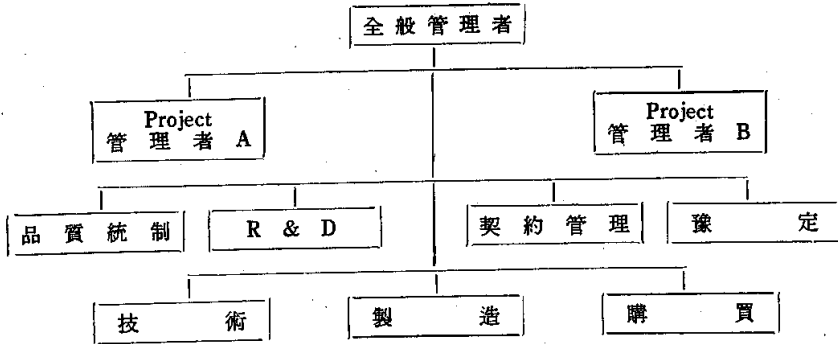 全般管理者
Project
管理者 A
Project
管理者 B
品質統制
R & D
契約管理
豫定
技術
製造
購買